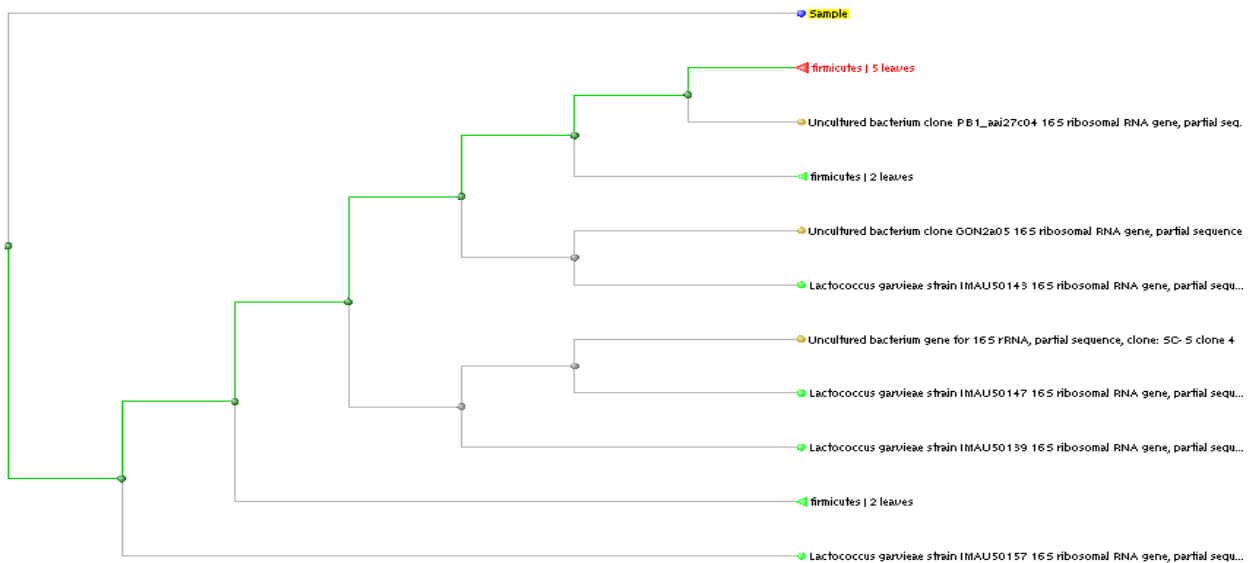 Sample
firmicutes | 5 leaves
Uncultured bacterium clone PB1_aai27c04 16S ribosomal RNA gene, partial seq..
firmicutes | 2 leaves
Uncultured bacterium clone GON2a05 16S ribosomal RNA gene, partial sequence
Lactococcus garvieae strain IMAU50143 16S ribosomal RNA gene, partial sequ...
Uncultured bacterium gene for 16S rRNA, partial sequence, clone: SC-5 clone 4
Lactococcus garvieae strain IMAU50147 16S ribosomal RNA gene, partial sequ...
Lactococcus garvieae strain IMAU50139 16S ribosomal RNA gene, partial sequ...
firmicutes | 2 leaves
Lactococcus garvieae strain IMAU50157 16S ribosomal RNA gene, partial sequ...